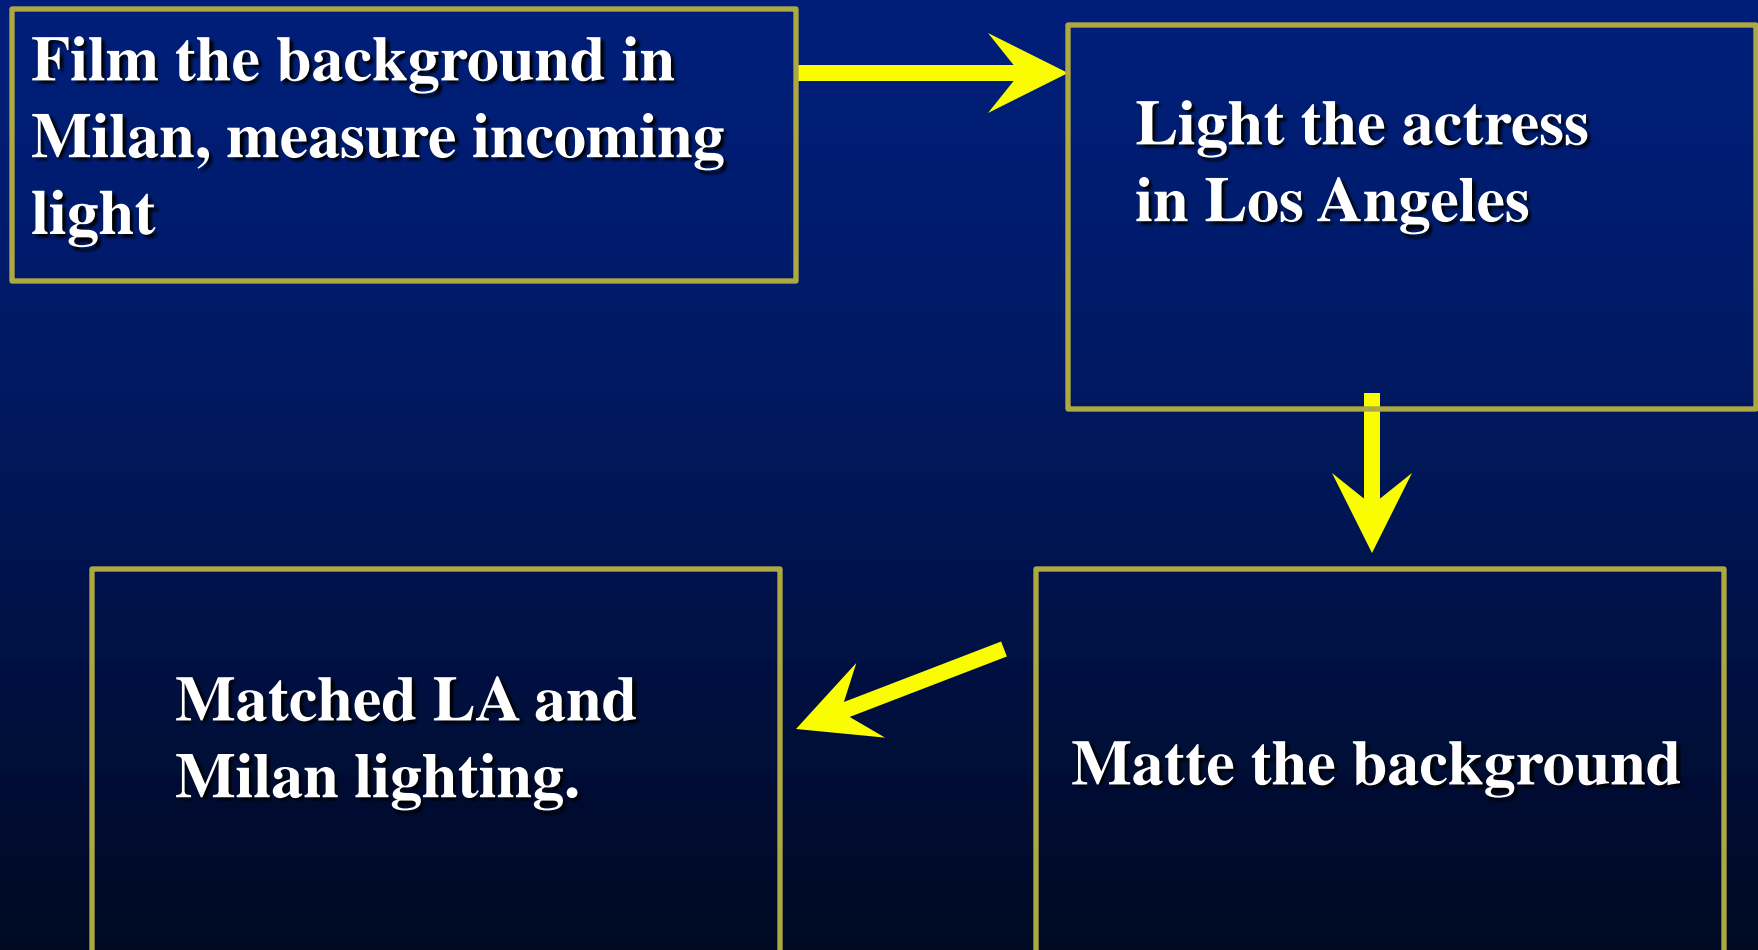 Film the background in
Milan, measure incoming
light
Light the actress
in Los Angeles
Matte the background
Matched LA and
Milan lighting.